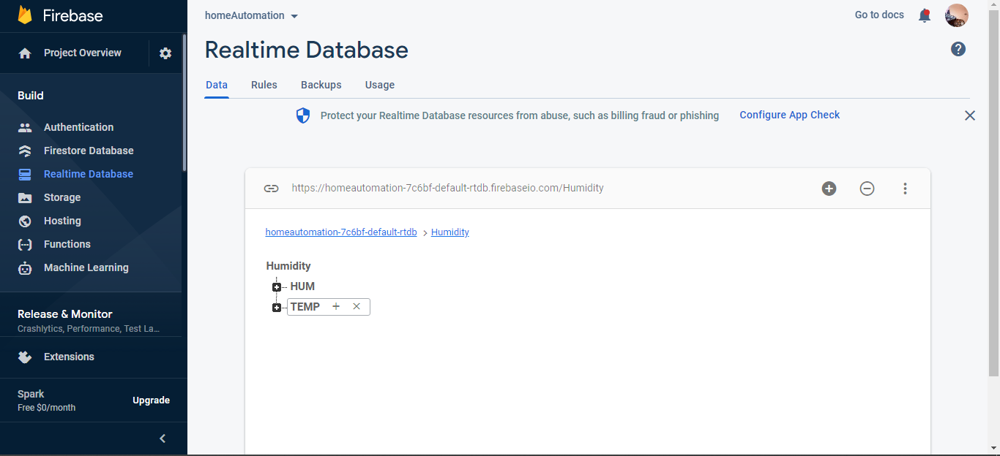 Firebase
Project Overview
Build
Authentication
Firestore Database
Realtime Database
Storage
Hosting
Functions
Machine Learning
Release & Monitor
Crashlytics, Performance, Test La...
Extensions
Spark
Free $0/month
Upgrade
homeAutomation
Go to docs
Realtime Database
Data Rules Backups Usage
Protect your Realtime Database resources from abuse, such as billing fraud or phishing Configure App Check
https://homeautomation-7c6bf-default-rtdb.firebaseio.com/Humidity
homeautomation-7c6bf-default-rtdb > Humidity
Humidity
HUM
TEMP